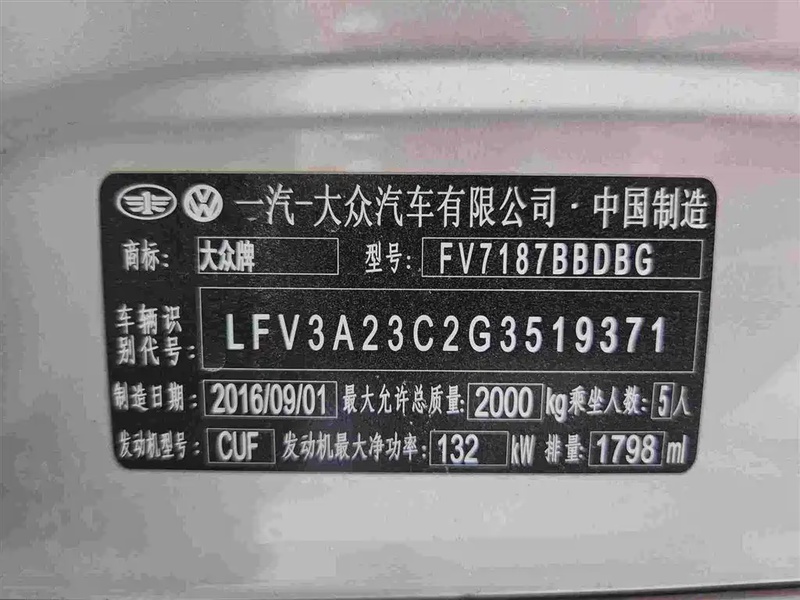 一汽-大众汽车有限公司·中国制造
商标: 大众牌 型号: FV7187BBDBG
车辆识别代号: LFV3A23C2G3519371
制造日期: 2016/09/01 最大允许总质量: 2000 kg 乘坐人数: 5 人
发动机型号: CUF 发动机最大净功率: 132 kW 排量: 1798 ml